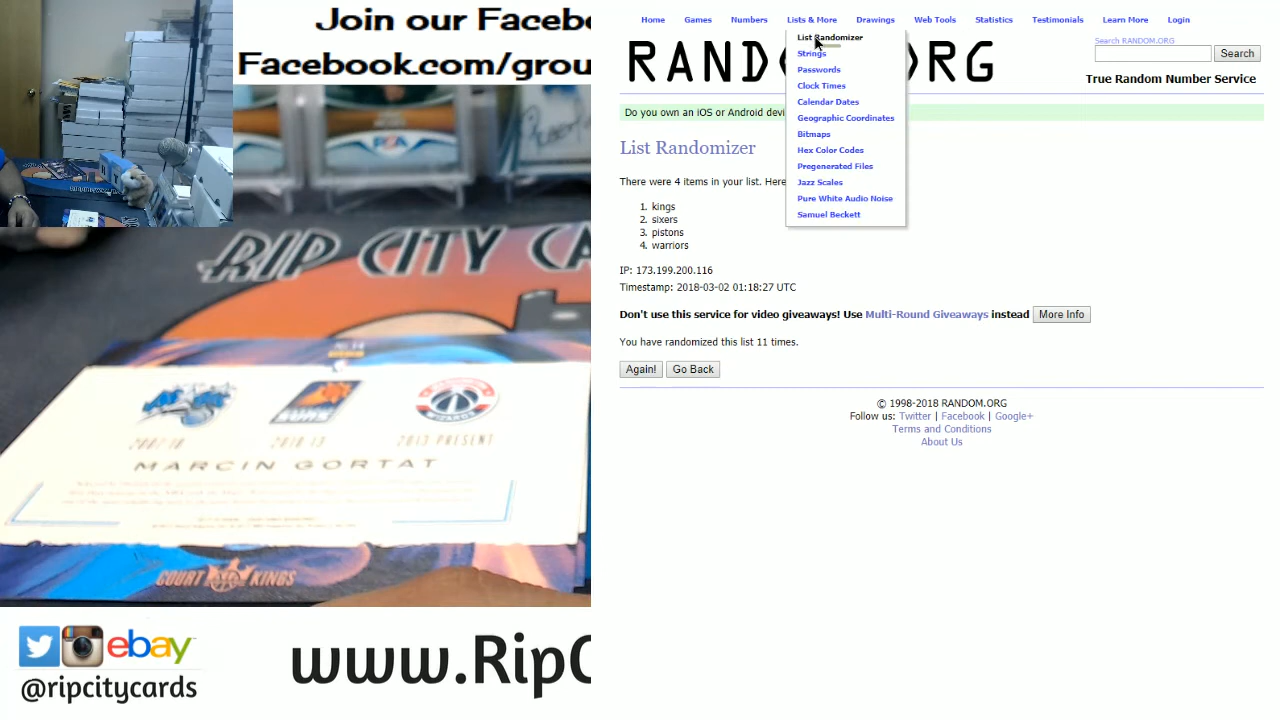 Join our Facebo
Facebook.com/grou
RIP CITY CA
MARCIN GORTAT
2013-PRESENT
WIZARDS
COURT KINGS
ebay
@ripcitycards
www.RipC
Home
Games
Numbers
Lists & More
Drawings
Web Tools
Statistics
Testimonials
Learn More
Login
List Randomizer
Strings
Passwords
Clock Times
Calendar Dates
Geographic Coordinates
Bitmaps
Hex Color Codes
Pregenerated Files
Jazz Scales
Pure White Audio Noise
Samuel Beckett
RAND
RG
Search RANDOM.ORG
Search
True Random Number Service
Do you own an iOS or Android devi
List Randomizer
There were 4 items in your list. Here
1. kings
2. sixers
3. pistons
4. warriors
IP: 173.199.200.116
Timestamp: 2018-03-02 01:18:27 UTC
Don't use this service for video giveaways! Use Multi-Round Giveaways instead More Info
You have randomized this list 11 times.
Again! Go Back
© 1998-2018 RANDOM.ORG
Follow us: Twitter | Facebook | Google+
Terms and Conditions
About Us